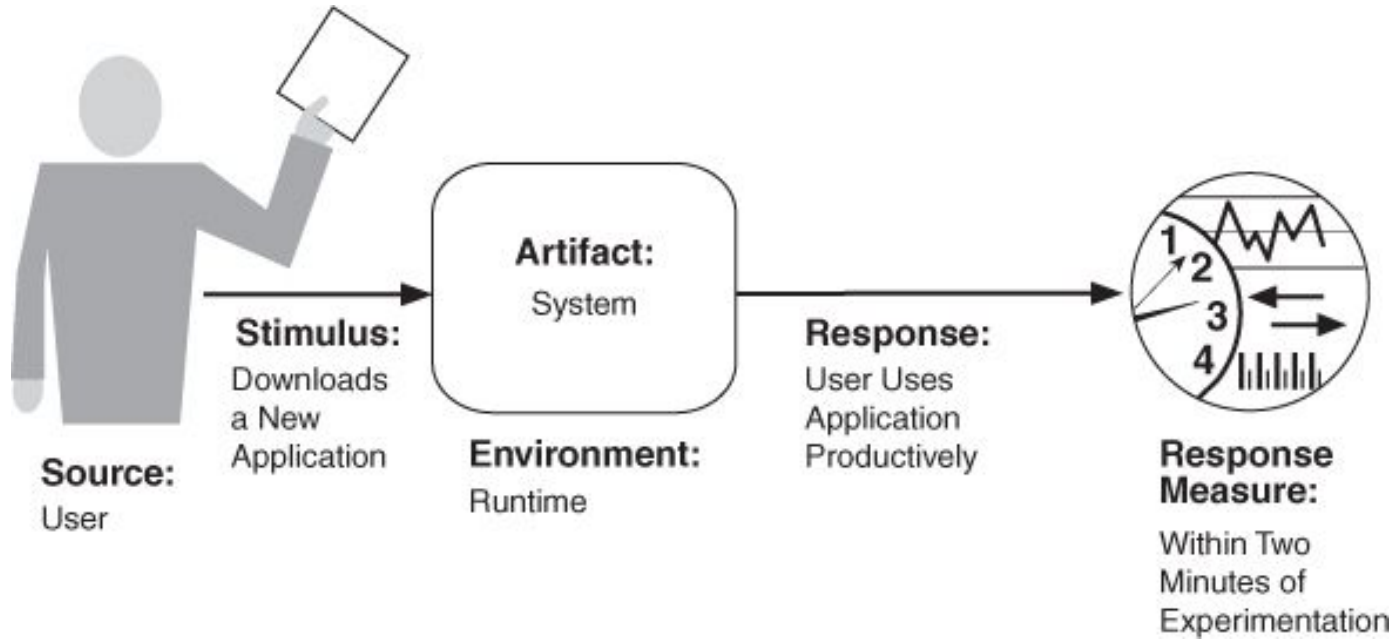 Source:
User
Stimulus:
Downloads
a New
Application
Artifact:
System
Environment:
Runtime
Response:
User Uses
Application
Productively
1
2
3
4
Response
Measure:
Within Two
Minutes of
Experimentation